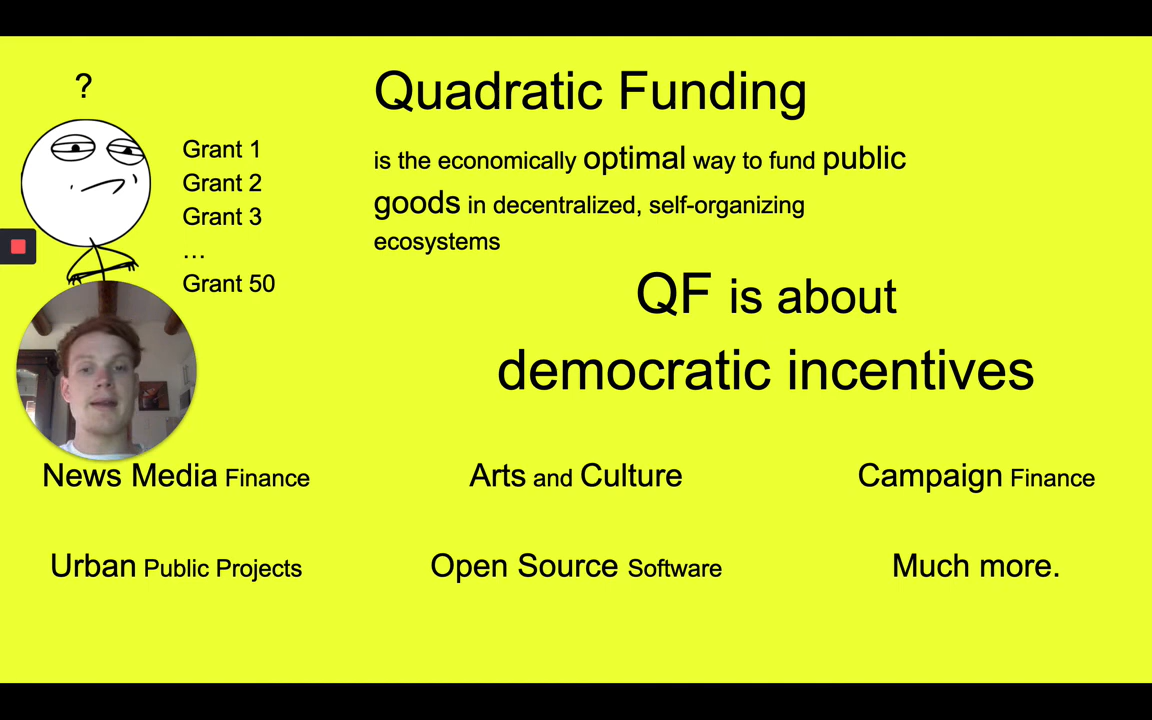 ?
Quadratic Funding
Grant 1
Grant 2
Grant 3
…
Grant 50
is the economically optimal way to fund public
goods in decentralized, self-organizing
ecosystems
QF is about
democratic incentives
News Media Finance
Arts and Culture
Campaign Finance
Urban Public Projects
Open Source Software
Much more.